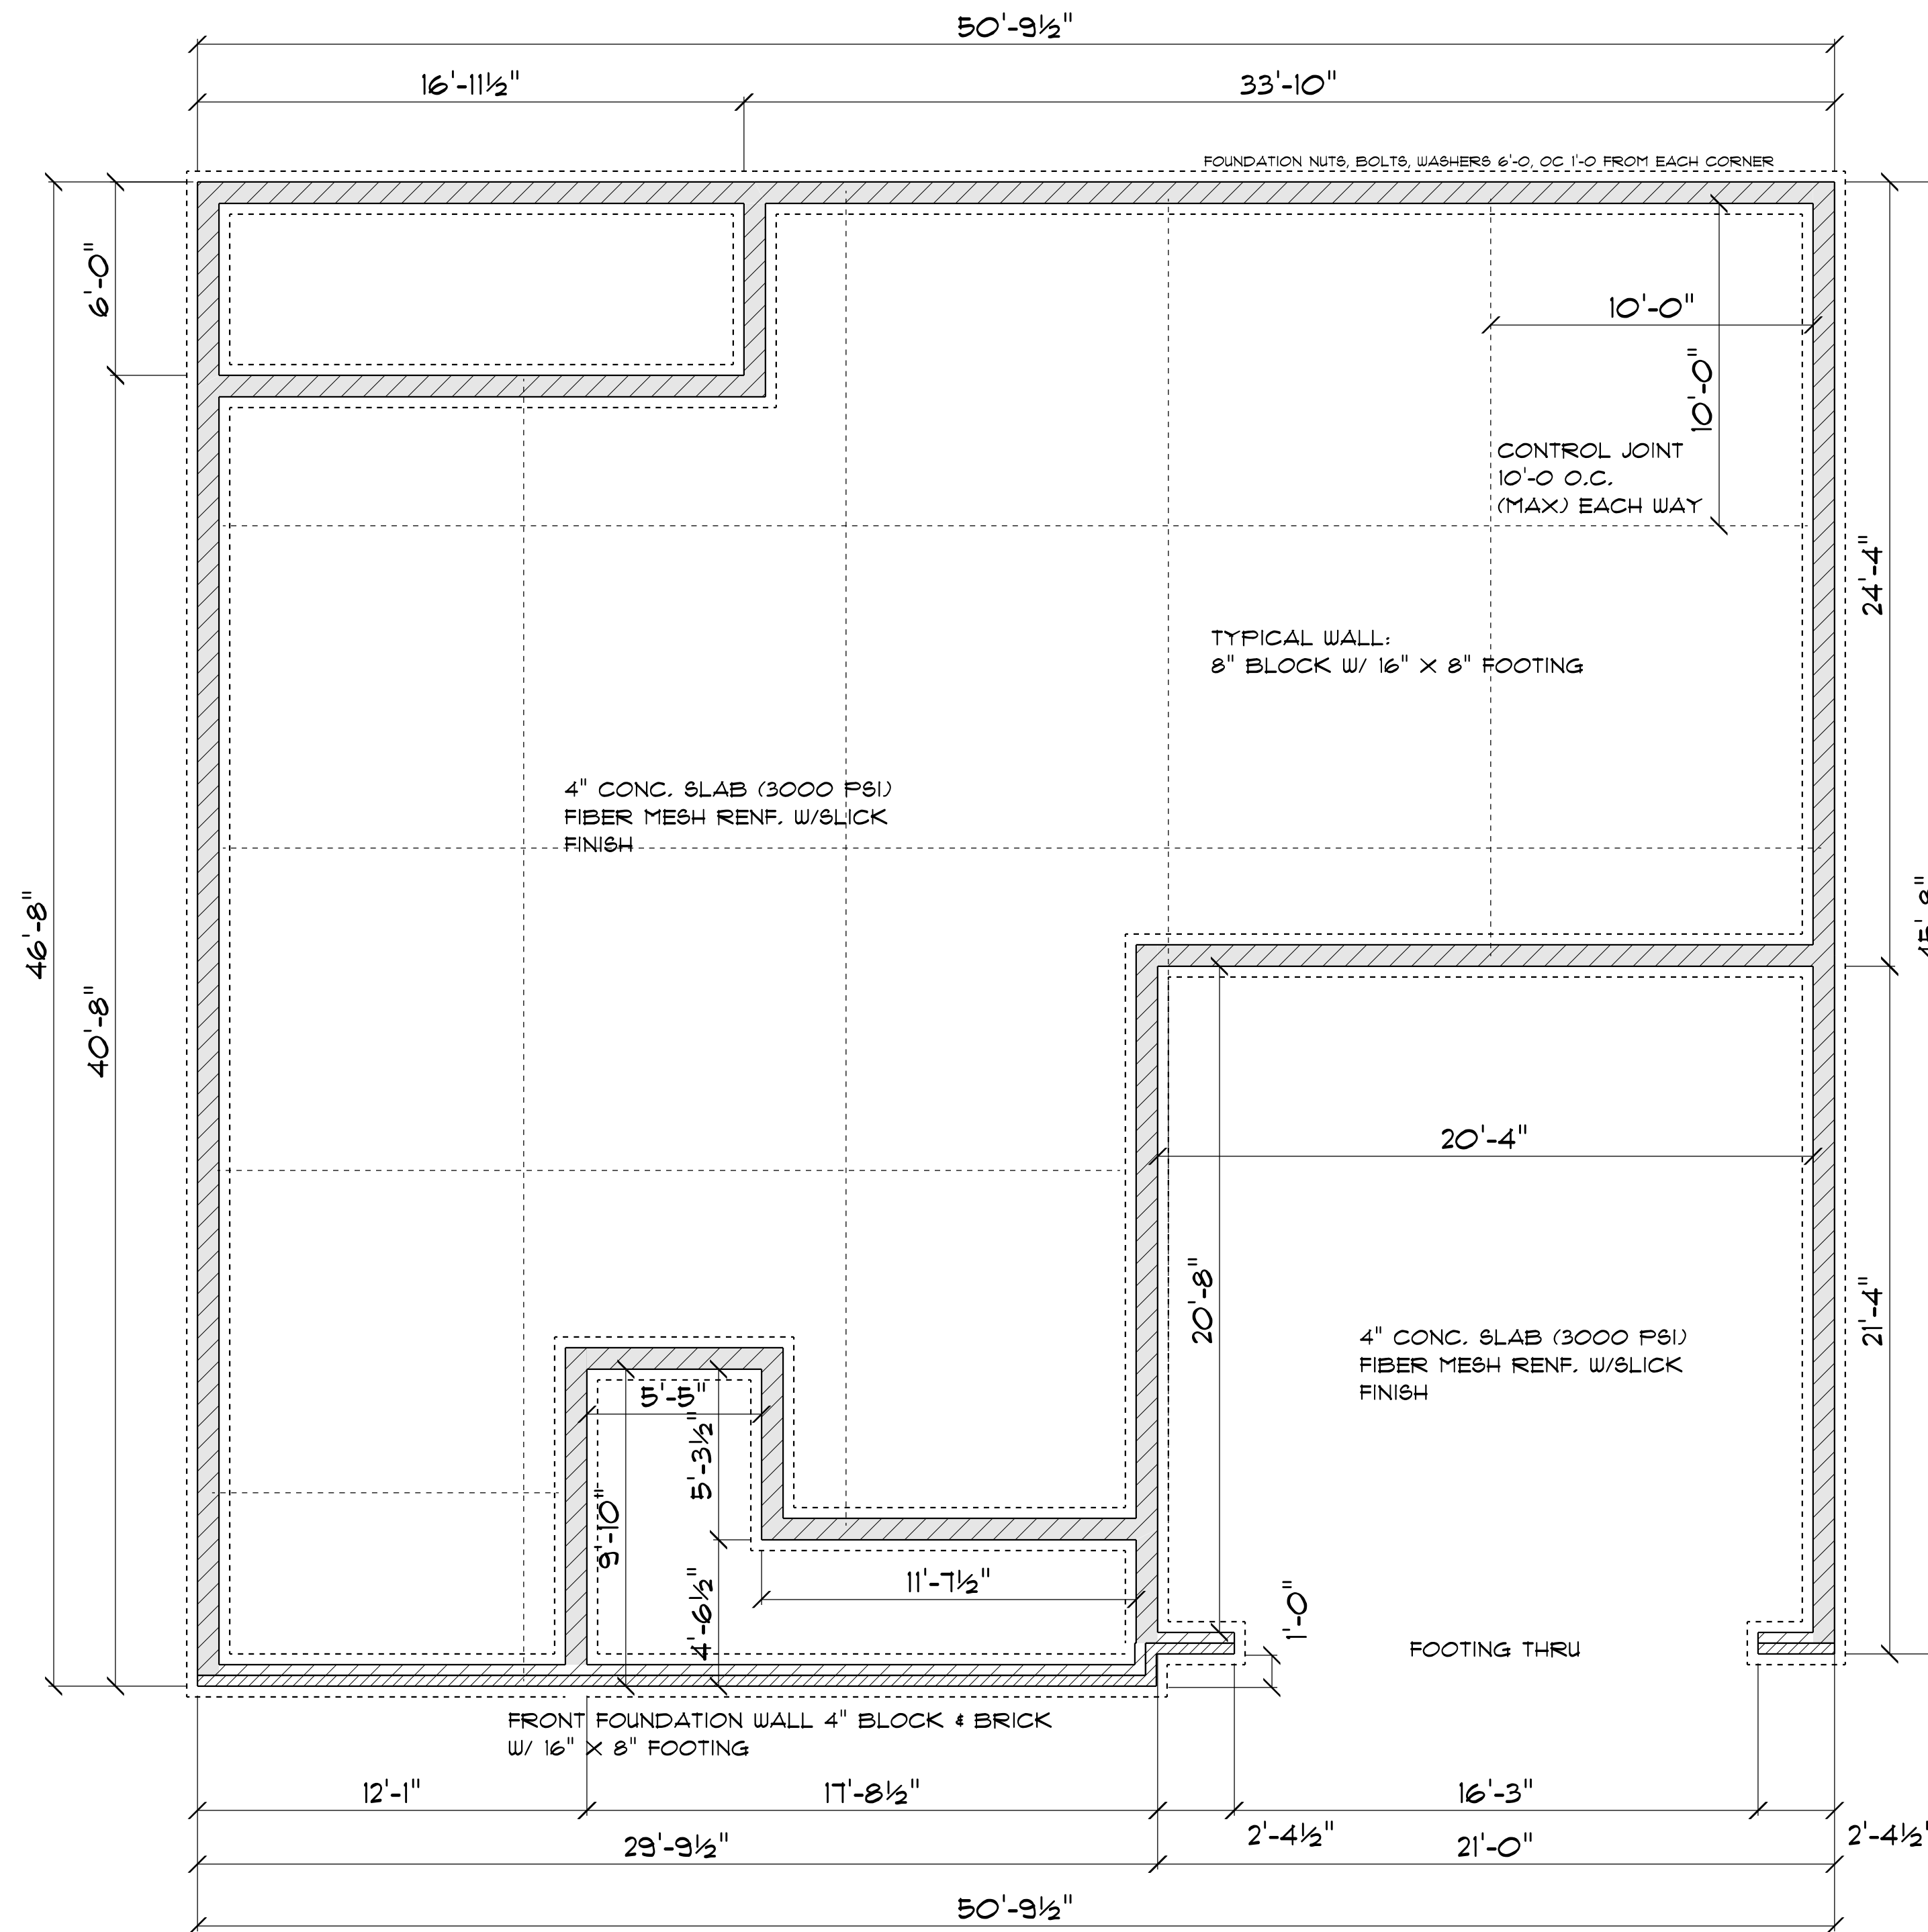 50'-9½"
16'-11½"
33'-10"
FOUNDATION NUTS, BOLTS, WASHERS 6'-0, OC 1'-0 FROM EACH CORNER
6'-0"
10'-0"
10'-0"
CONTROL JOINT
10'-0 O.C.
(MAX) EACH WAY
24'-4"
TYPICAL WALL:
8" BLOCK W/ 16" X 8" FOOTING
4" CONC. SLAB (3000 PSI)
FIBER MESH RENF. W/SLICK
FINISH
46'-8"
40'-8"
20'-4"
20'-8"
21'-4"
4" CONC. SLAB (3000 PSI)
FIBER MESH RENF. W/SLICK
FINISH
5'-5"
5'-3½"
9'-10"
4'-6½"
11'-7½"
1'-0"
FOOTING THRU
FRONT FOUNDATION WALL 4" BLOCK & BRICK
W/ 16" X 8" FOOTING
12'-1"
17'-8½"
16'-3"
2'-4½"
2'-4½"
29'-9½"
21'-0"
50'-9½"